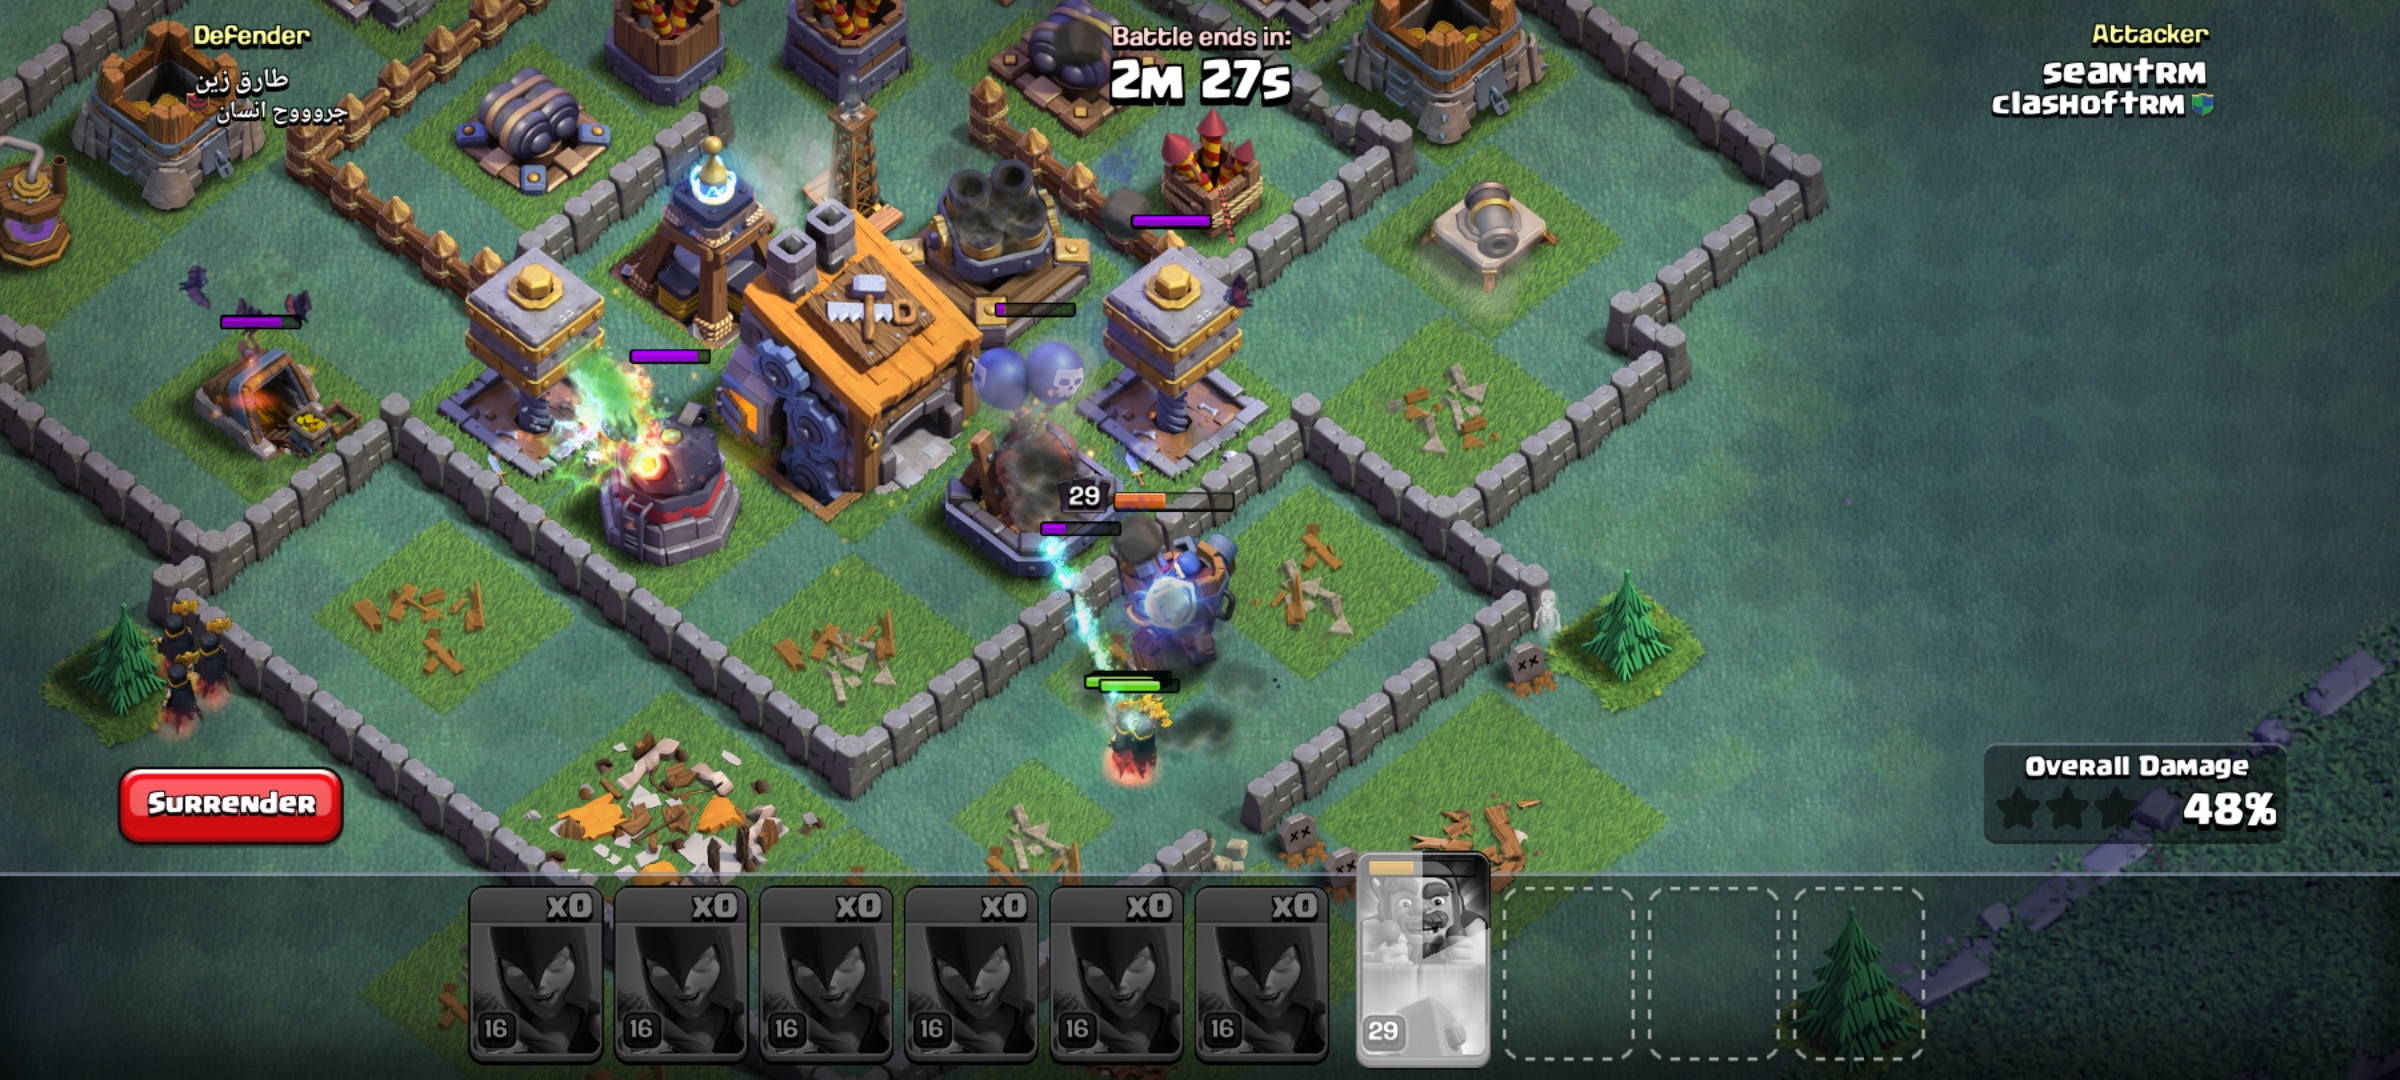 Defender
طارق زين
جروووح انسان
Battle ends in:
2M 27s
Attacker
seantRM
clashoftRM
29
Surrender
Overall Damage
48%
x0
x0
x0
x0
x0
x0
16
16
16
16
16
16
29